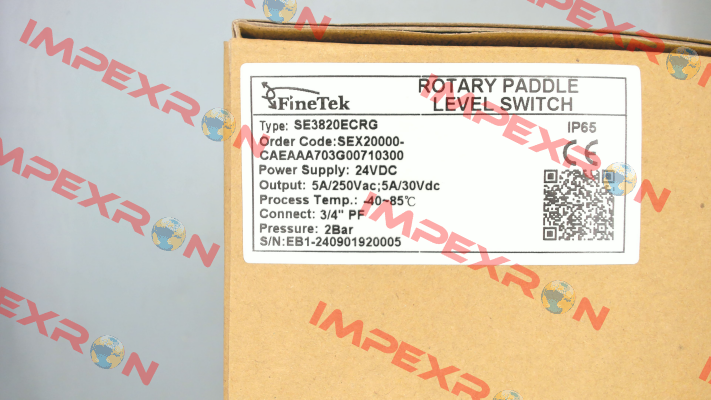 FineTek
ROTARY PADDLE
LEVEL SWITCH
Type: SE3820ECRG
IP65
Order Code:SEX20000-
CAEAAA703G00710300
CE
Power Supply: 24VDC
Output: 5A/250Vac;5A/30Vdc
Process Temp.: -40~85℃
Connect: 3/4" PF
Pressure: 2Bar
S/N:EB1-240901920005
IMPEXRON
IMPEXRON
IMPEXRON
IMPEXRON
IMPEXRON
IMPEXRON
IMPEXRON